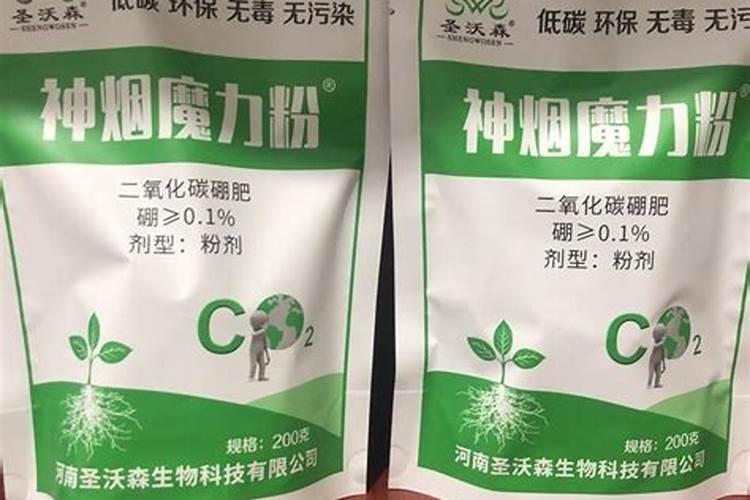 圣沃森®
SHENGWOSEN
低碳 环保 无毒 无污染
神烟魔力粉®
二氧化碳硼肥
硼≥0.1%
剂型：粉剂
CO2
规格：200克
河南圣沃森生物科技有限公司
圣沃森®
SHENGWOSEN
低碳 环保 无毒 无污
神烟魔力粉®
二氧化碳硼肥
硼≥0.1%
剂型：粉剂
CO2
规格：200克
河南圣沃森生物科技有限公司